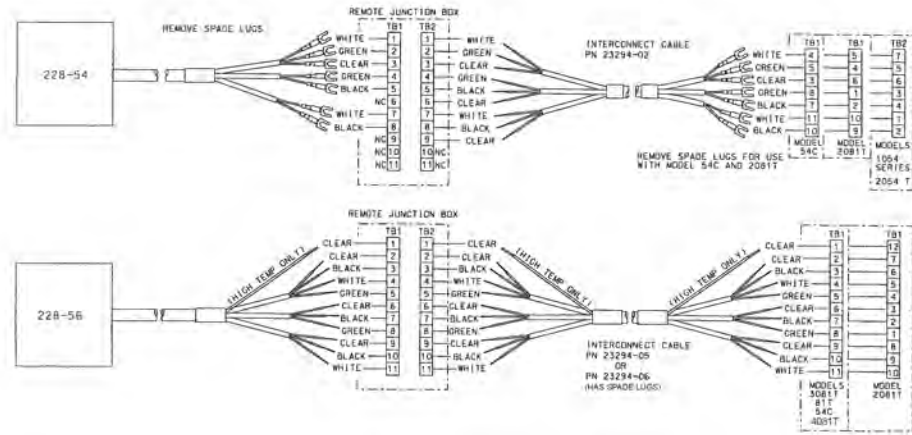 REMOTE JUNCTION BOX
REMOVE SPADE LUGS
228-54
TB1 TB2
WHITE 1 1 WHITE
GREEN 2 2 GREEN
CLEAR 3 3 CLEAR
GREEN 4 4 GREEN
BLACK 5 5 BLACK
NC 6 6 CLEAR
WHITE 7 7 WHITE
BLACK 8 8 BLACK
NC 9 9 CLEAR
NC 10 10 NC
NC 11 11 NC
INTERCONNECT CABLE
PN 23294-02
TB1 TB1 TB1
WHITE 4 5 7
GREEN 5 4 5
CLEAR 6 6
GREEN 8 1 3
BLACK 7 2 4
WHITE 11 10 1
BLACK 10 9 2
REMOVE SPADE LUGS FOR USE
WITH MODEL 54C AND 2081T
MODEL
54C
MODEL
2081T
MODELS
1054
SERIES
2054 T
REMOTE JUNCTION BOX
228-56
(HIGH TEMP ONLY)
TB1 TB2
CLEAR 1 1 CLEAR
CLEAR 2 2 CLEAR
BLACK 3 3 BLACK
WHITE 4 4 WHITE
GREEN 5 5 GREEN
CLEAR 6 6 CLEAR
BLACK 7 7 BLACK
GREEN 8 8 GREEN
CLEAR 9 9 CLEAR
BLACK 10 10 BLACK
WHITE 11 11 WHITE
(HIGH TEMP ONLY)
INTERCONNECT CABLE
PN 23294-05
OR
PN 23294-06
(HAS SPADE LUGS)
(HIGH TEMP ONLY)
TB1 TB1
CLEAR 1 12
CLEAR 2 7
BLACK 3 6
WHITE 4 5
GREEN 5 4
CLEAR 6 3
BLACK 7 2
GREEN 8 1
CLEAR 9 8
BLACK 10 9
WHITE 11 10
MODELS
3081T
81T
54C
4081T
MODEL
2081T